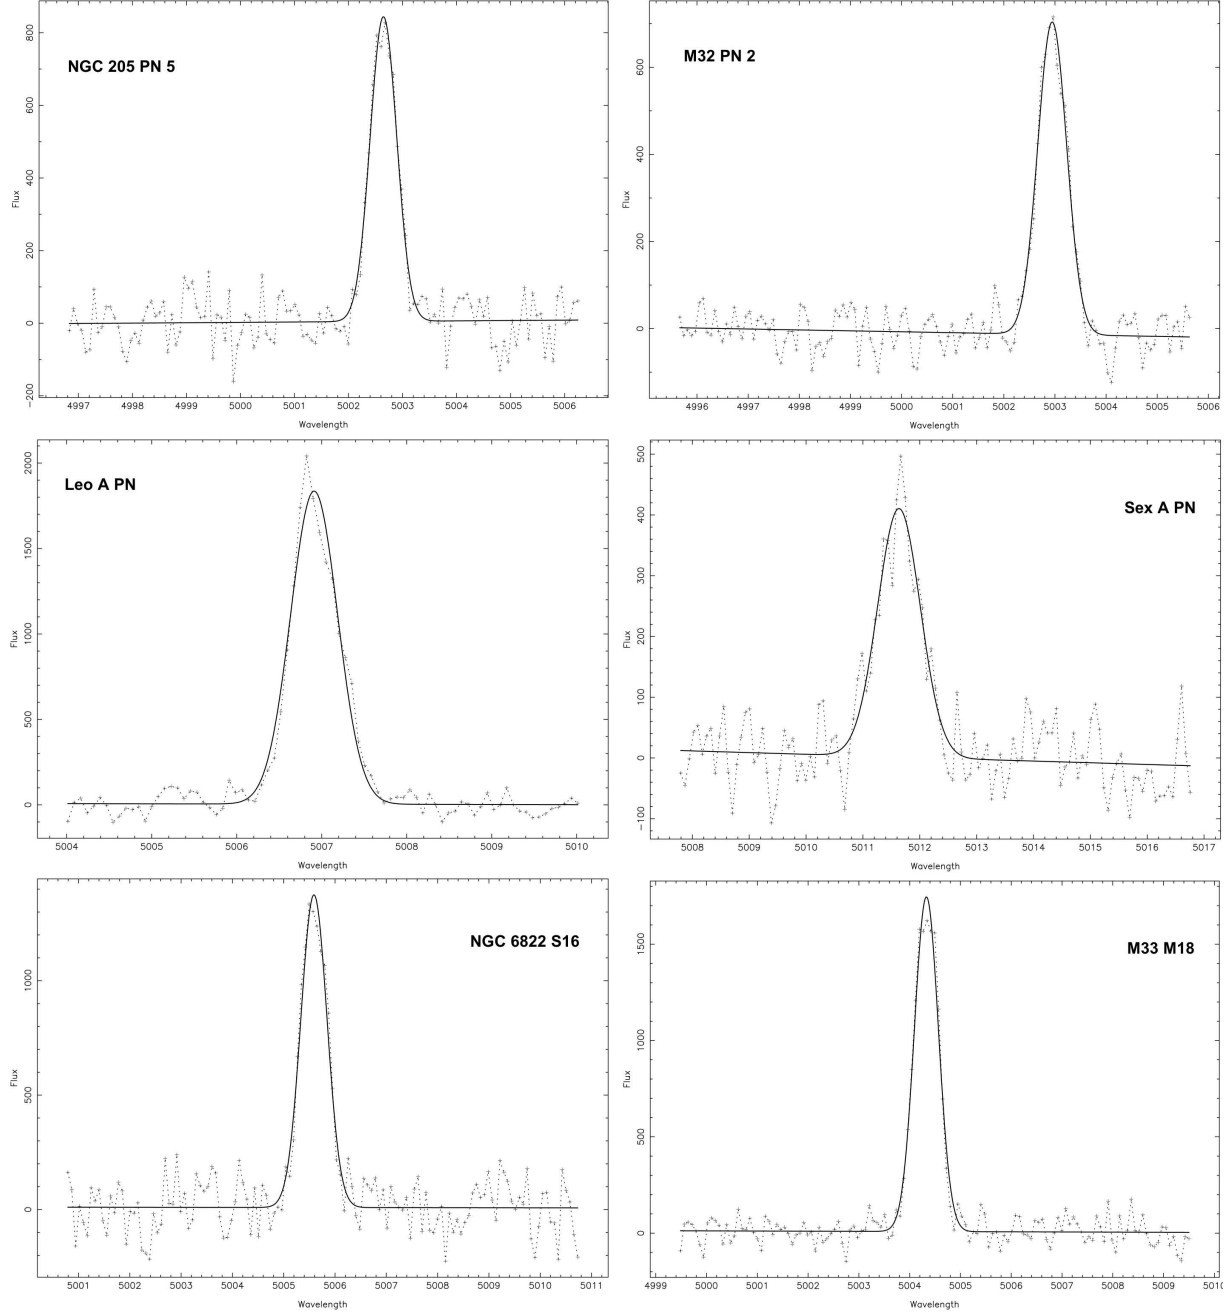 NGC 205 PN 5
Flux
800
600
400
200
0
200
4997 4998 4999 5000 5001 5002 5003 5004 5005 5006
Wavelength
M32 PN 2
Flux
600
400
200
0
4996 4997 4998 4999 5000 5001 5002 5003 5004 5005 5006
Wavelength
Leo A PN
Flux
2000
1500
1000
500
0
5004 5005 5006 5007 5008 5009 5010
Wavelength
Sex A PN
Flux
500
400
300
200
100
0
−100
5008 5009 5010 5011 5012 5013 5014 5015 5016 5017
Wavelength
NGC 6822 S16
Flux
1000
500
0
5001 5002 5003 5004 5005 5006 5007 5008 5009 5010 5011
Wavelength
M33 M18
Flux
1500
1000
500
0
4999 5000 5001 5002 5003 5004 5005 5006 5007 5008 5009 5010
Wavelength